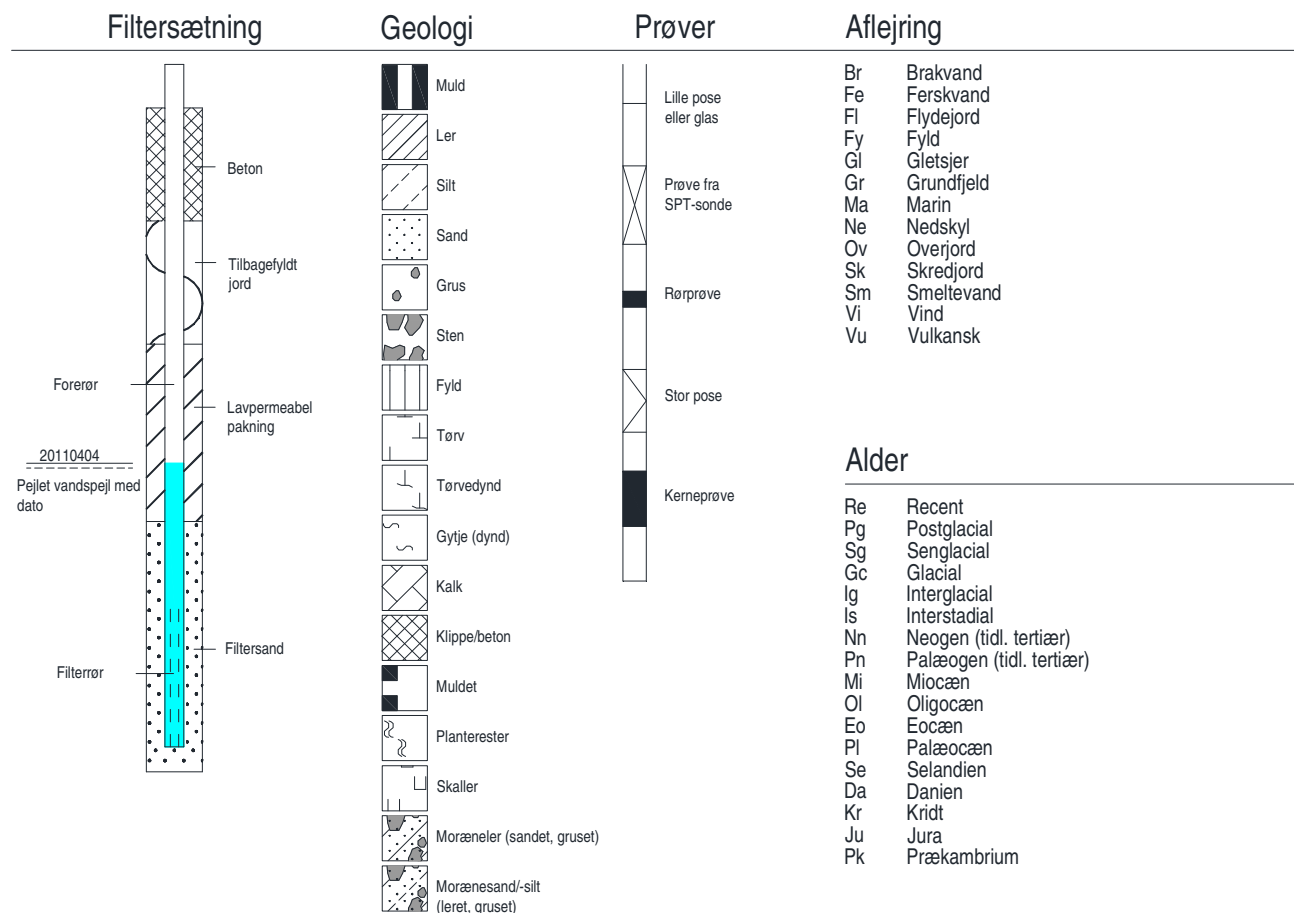 Filtersætning
Beton
Tilbagefyldt
jord
Forerør
Lavpermeabel
pakning
20110404
Pejlet vandspejl med
dato
Filtersand
Filterrør
Geologi
Muld
Ler
Silt
Sand
Grus
Sten
Fyld
Tørv
Tørvedynd
Gytje (dynd)
Kalk
Klippe/beton
Muldet
Planterester
Skaller
Moræneler (sandet, gruset)
Morænesand/-silt
(leret, gruset)
Prøver
Lille pose
eller glas
Prøve fra
SPT-sonde
Rørprøve
Stor pose
Kerneprøve
Aflejring
Br Brakvand
Fe Ferskvand
Fl Flydejord
Fy Fyld
Gl Gletsjer
Gr Grundfjeld
Ma Marin
Ne Nedskyl
Ov Overjord
Sk Skredjord
Sm Smeltevand
Vi Vind
Vu Vulkansk
Alder
Re Recent
Pg Postglacial
Sg Senglacial
Gc Glacial
Ig Interglacial
Is Interstadial
Nn Neogen (tidl. tertiær)
Pn Palæogen (tidl. tertiær)
Mi Miocæn
Ol Oligocæn
Eo Eocæn
Pl Palæocæn
Se Selandien
Da Danien
Kr Kridt
Ju Jura
Pk Prækambrium